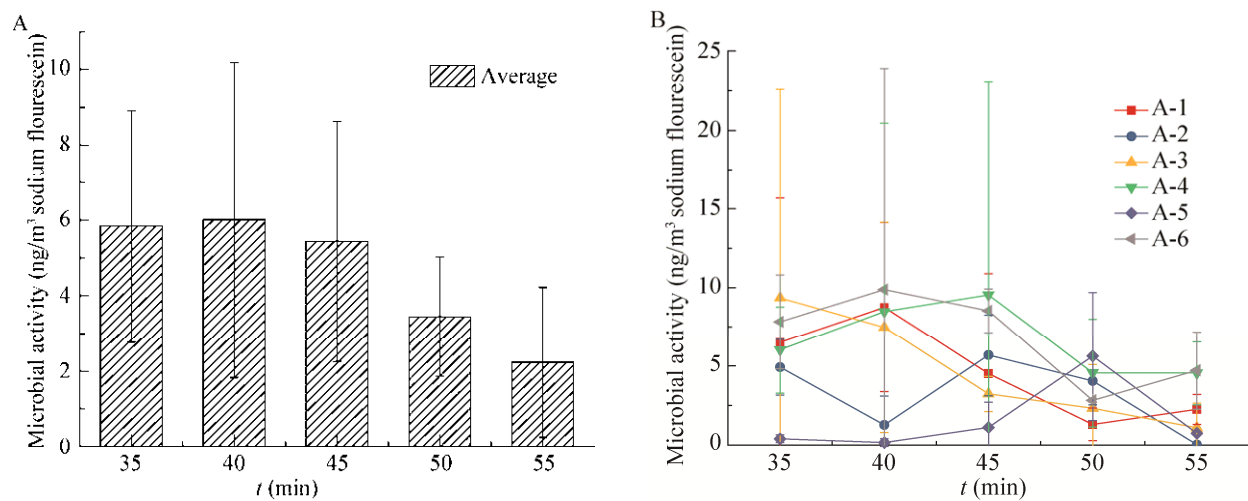 A
Microbial activity (ng/m³ sodium flourescein)
10
8
6
4
2
0
Average
35 40 45 50 55
t (min)
B
Microbial activity (ng/m³ sodium flourescein)
25
20
15
10
5
0
A-1
A-2
A-3
A-4
A-5
A-6
35 40 45 50 55
t (min)